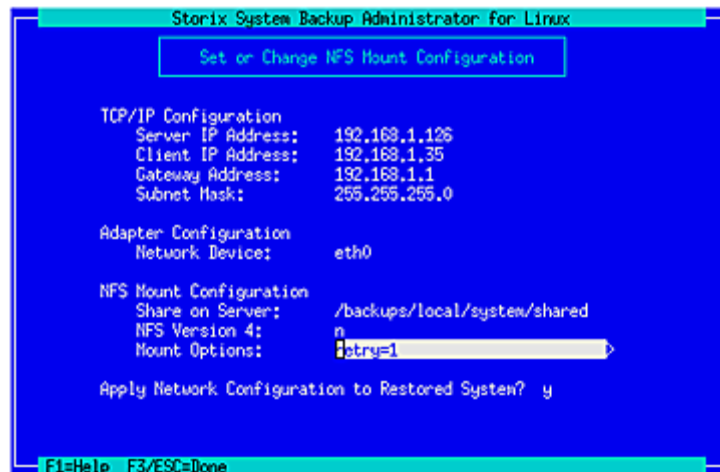 Storix System Backup Administrator for Linux
Set or Change NFS Mount Configuration
TCP/IP Configuration
Server IP Address: 192.168.1.126
Client IP Address: 192.168.1.35
Gateway Address: 192.168.1.1
Subnet Mask: 255.255.255.0
Adapter Configuration
Network Device: eth0
NFS Mount Configuration
Share on Server: /backups/local/system/shared
NFS Version 4: n
Mount Options: retry=1
Apply Network Configuration to Restored System? y
F1=Help F3/ESC=Done